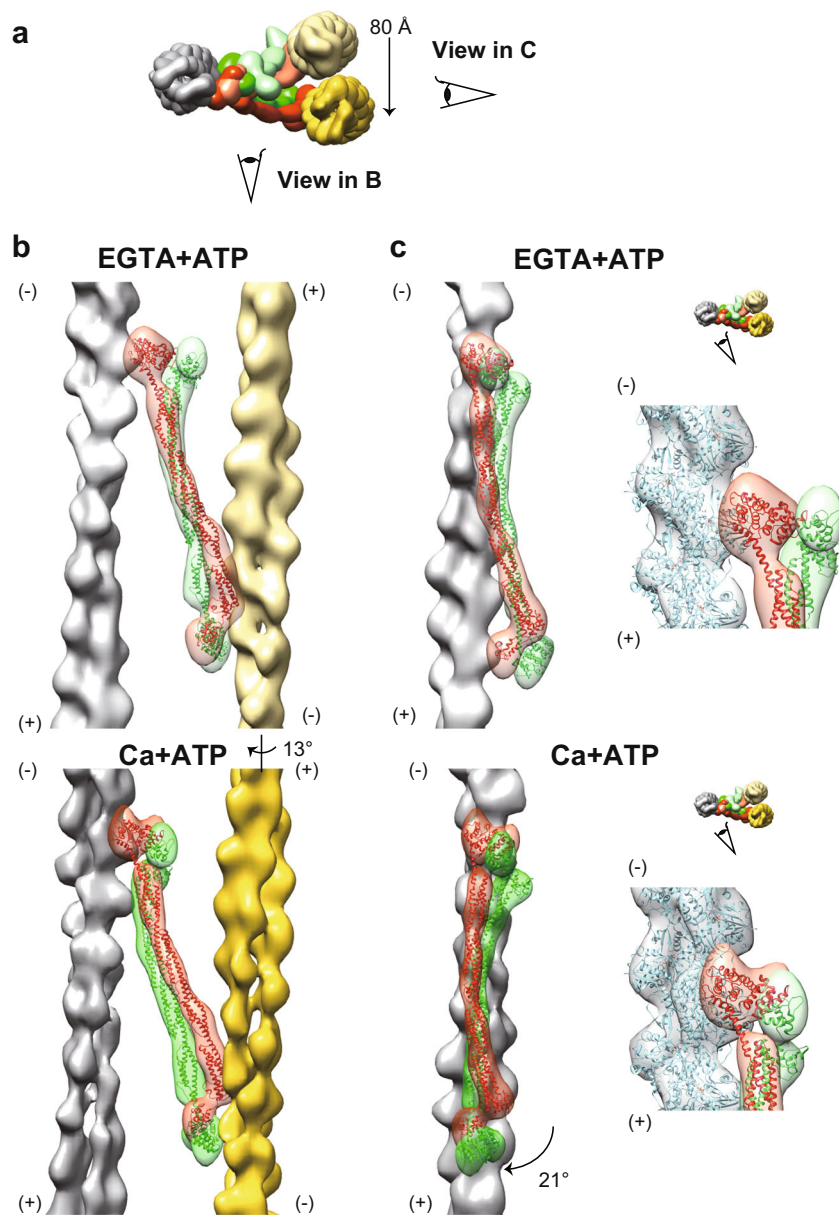 a
80 Å
View in C
View in B
b
EGTA+ATP
(-)
(+)
(+)
(-)
Ca+ATP
13°
(-)
(+)
(+)
(-)
c
EGTA+ATP
(-)
(+)
(-)
(+)
Ca+ATP
(-)
(+)
21°
(-)
(+)